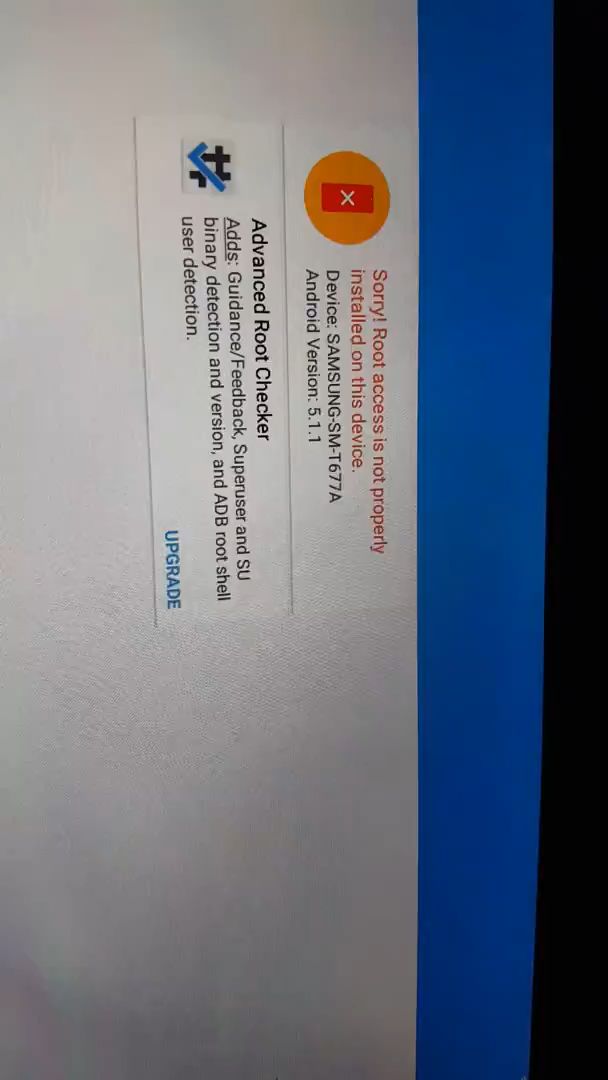 Sorry! Root access is not properly
installed on this device.
Device: SAMSUNG-SM-T677A
Android Version: 5.1.1
Advanced Root Checker
Adds: Guidance/Feedback, Superuser and SU
binary detection and version, and ADB root shell
user detection.
UPGRADE